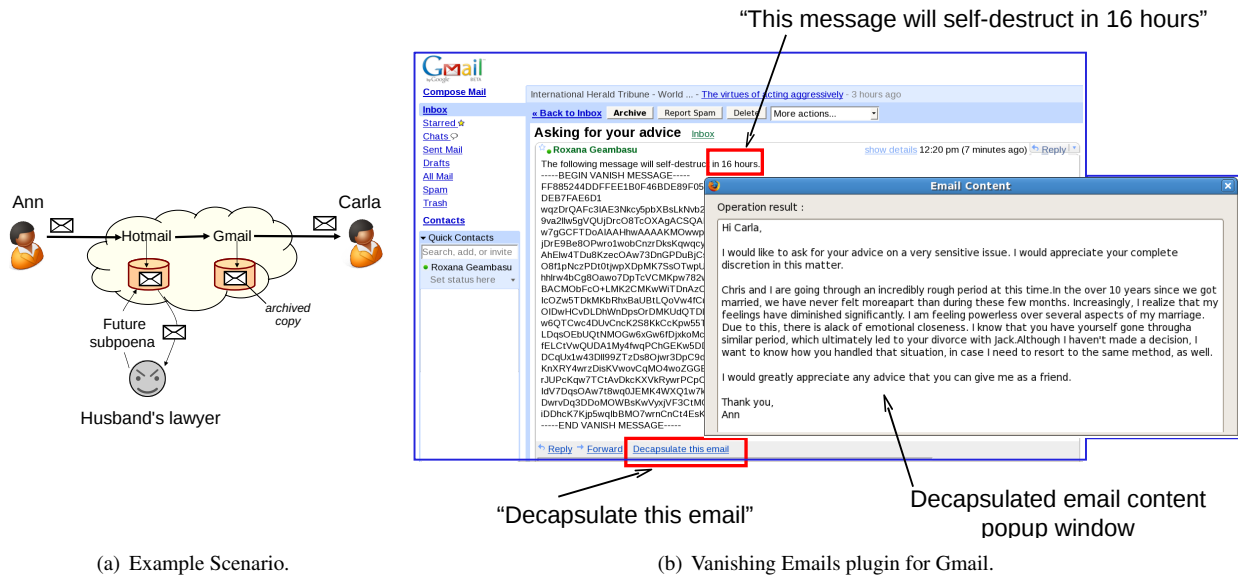 “This message will self-destruct in 16 hours”
Gmail
by Google BETA
Compose Mail
Inbox
Starred
Chats
Sent Mail
Drafts
All Mail
Spam
Trash
Contacts
Quick Contacts
Search, add, or invite
Roxana Geambasu
Set status here
International Herald Tribune - World ... - The virtues of acting aggressively - 3 hours ago
« Back to Inbox Archive Report Spam Delete More actions...
Asking for your advice Inbox
Roxana Geambasu show details 12:20 pm (7 minutes ago) Reply
The following message will self-destruct in 16 hours.
-----BEGIN VANISH MESSAGE-----
FF885244DDFFEE1B0F46BDE89F05
DEB7FAE6D1
-----END VANISH MESSAGE-----
Reply Forward Decapsulate this email
Email Content
Operation result :
Hi Carla,
I would like to ask for your advice on a very sensitive issue. I would appreciate your complete
discretion in this matter.
Chris and I are going through an incredibly rough period at this time.In the over 10 years since we got
married, we have never felt moreapart than during these few months. Increasingly, I realize that my
feelings have diminished significantly. I am feeling powerless over several aspects of my marriage.
Due to this, there is alack of emotional closeness. I know that you have yourself gone througha
similar period, which ultimately led to your divorce with Jack.Although I haven't made a decision, I
want to know how you handled that situation, in case I need to resort to the same method, as well.
I would greatly appreciate any advice that you can give me as a friend.
Thank you,
Ann
Ann
Carla
Hotmail
Gmail
archived
copy
Future
subpoena
Husband's lawyer
“Decapsulate this email”
Decapsulated email content
popup window
(a) Example Scenario.
(b) Vanishing Emails plugin for Gmail.